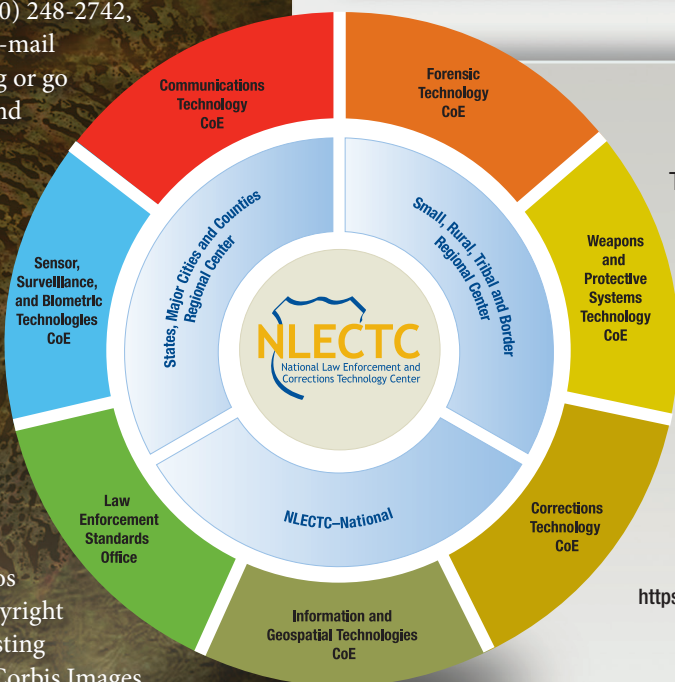 0) 248-2742,
-mail
g or go
nd
Communications
Technology
CoE
Forensic
Technology
CoE
Weapons
and
Protective
Systems
Technology
CoE
Corrections
Technology
CoE
Information and
Geospatial Technologies
CoE
Law
Enforcement
Standards
Office
Sensor,
Surveillance,
and Biometric
Technologies
CoE
States, Major Cities and Counties
Regional Center
Small, Rural, Tribal and Border
Regional Center
NLECTC–National
NLECTC
National Law Enforcement and
Corrections Technology Center
T
https
os
yright
sting
Corbis Images